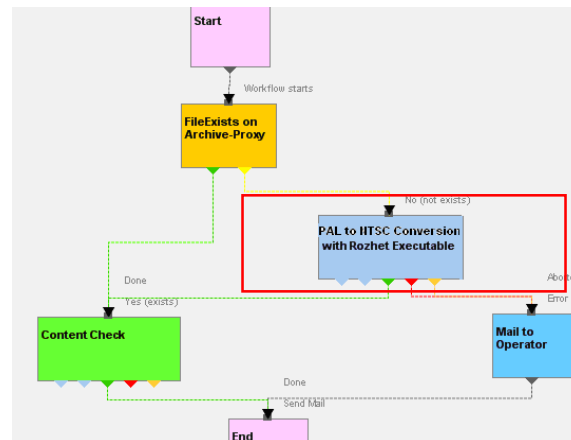 Start
Workflow starts
FileExists on
Archive-Proxy
No (not exists)
PAL to NTSC Conversion
with Rozhet Executable
Done
Yes (exists)
Error
Content Check
Mail to
Operator
Done
Send Mail
End